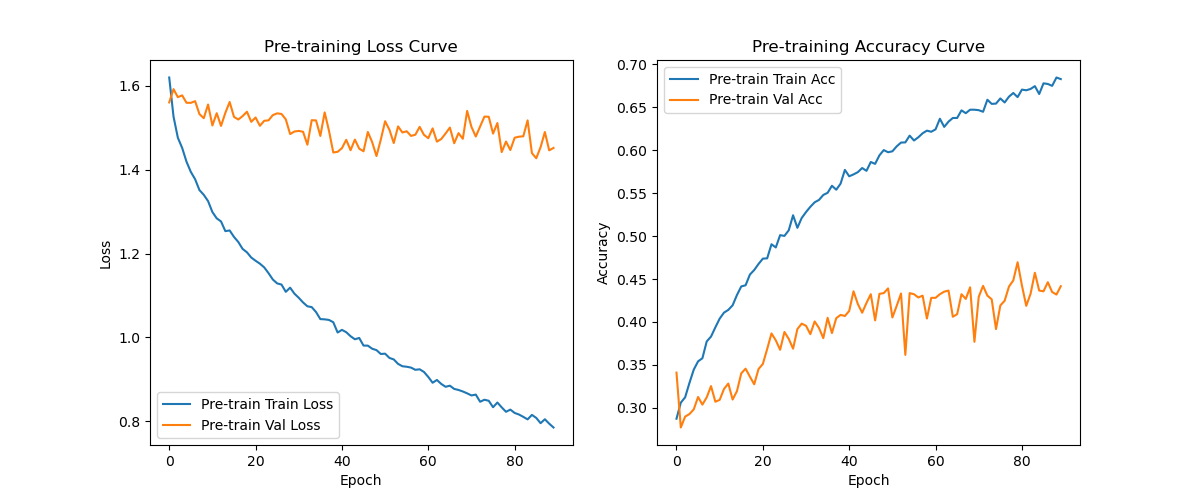 Pre-training Loss Curve
Loss
1.6
1.4
1.2
1.0
0.8
Pre-train Train Loss
Pre-train Val Loss
0 20 40 60 80
Epoch
Pre-training Accuracy Curve
Accuracy
0.70
0.65
0.60
0.55
0.50
0.45
0.40
0.35
0.30
Pre-train Train Acc
Pre-train Val Acc
0 20 40 60 80
Epoch